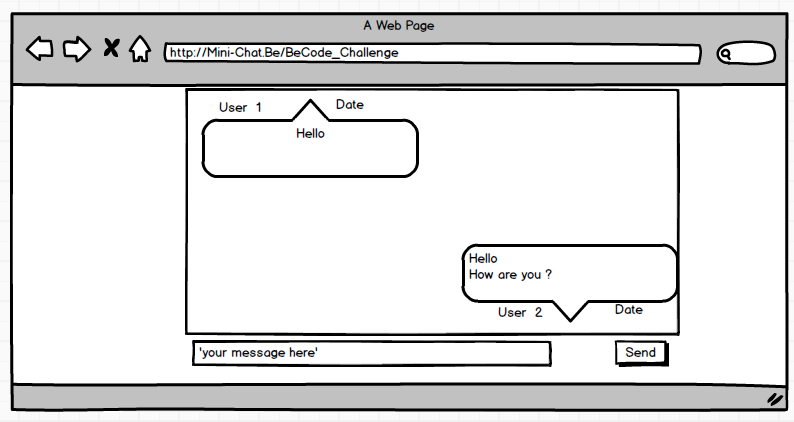 A Web Page
http://Mini-Chat.Be/BeCode_Challenge
User 1
Date
Hello
Hello
How are you ?
User 2
Date
'your message here'
Send